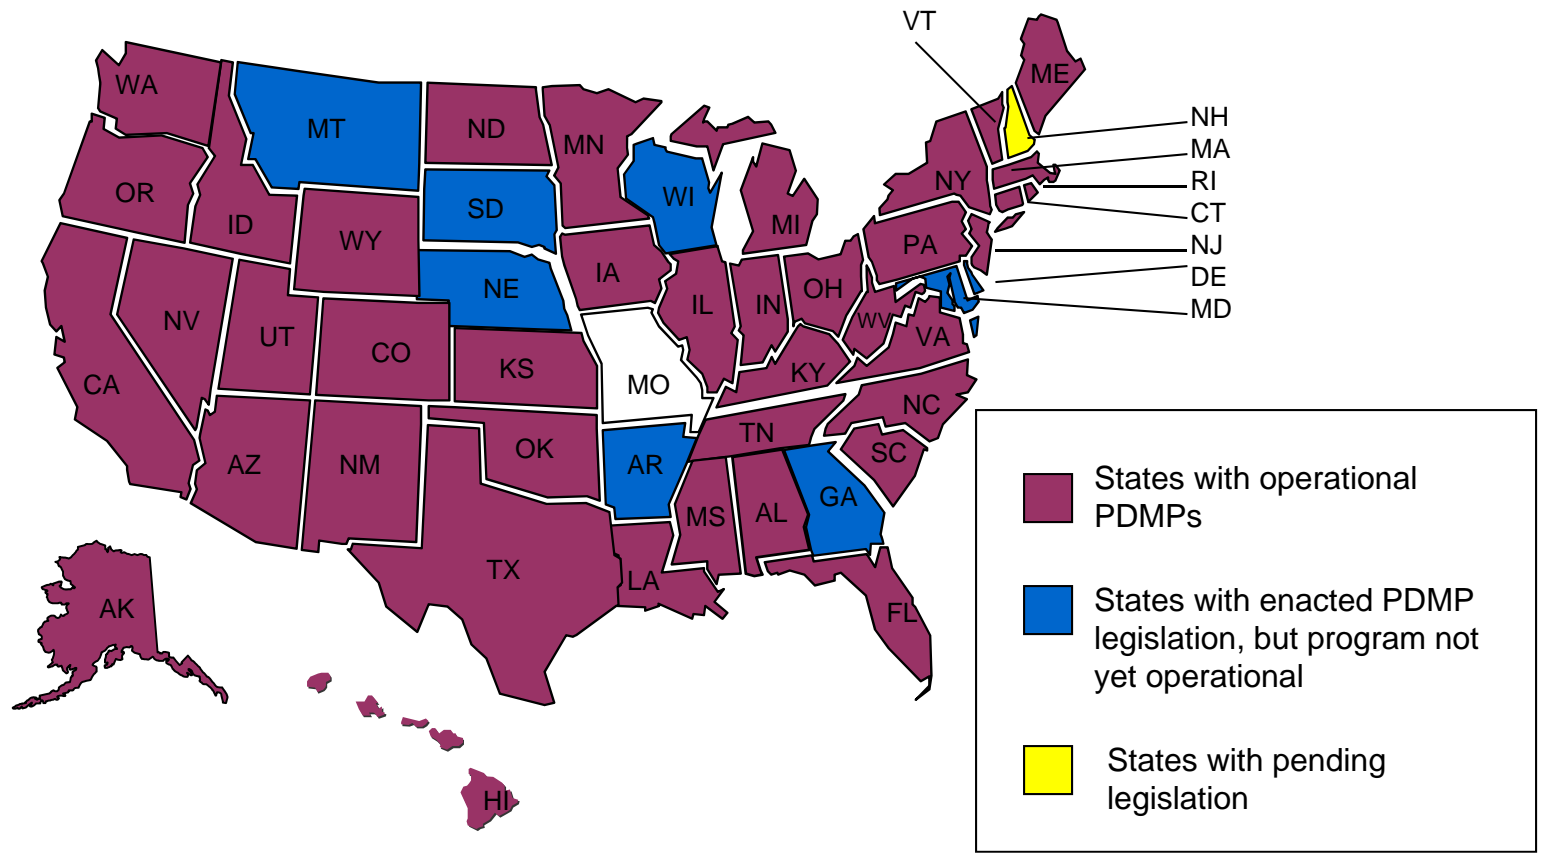 VT
WA
ME
MT
ND
MN
NH
MA
OR
ID
SD
WI
NY
RI
CT
WY
MI
PA
NJ
IA
NE
OH
DE
MD
NV
UT
IL
IN
WV
VA
CO
KS
MO
KY
CA
NC
TN
OK
AR
SC
AZ
NM
GA
MS
AL
TX
LA
FL
AK
HI
States with operational
PDMPs
States with enacted PDMP
legislation, but program not
yet operational
States with pending
legislation